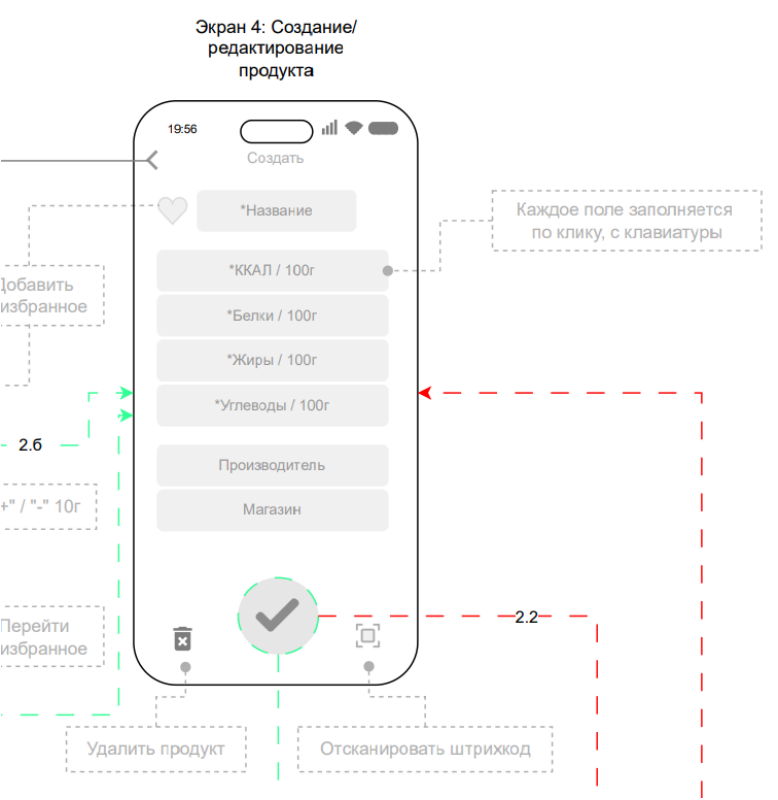 Экран 4: Создание/
редактирование
продукта
19:56
Создать
*Название
Каждое поле заполняется
по клику, с клавиатуры
*ККАЛ / 100г
Добавить
избранное
*Белки / 100г
*Жиры / 100г
*Углеводы / 100г
2.б
Производитель
+" / "-" 10г
Магазин
2.2
Перейти
избранное
Удалить продукт
Отсканировать штрихкод